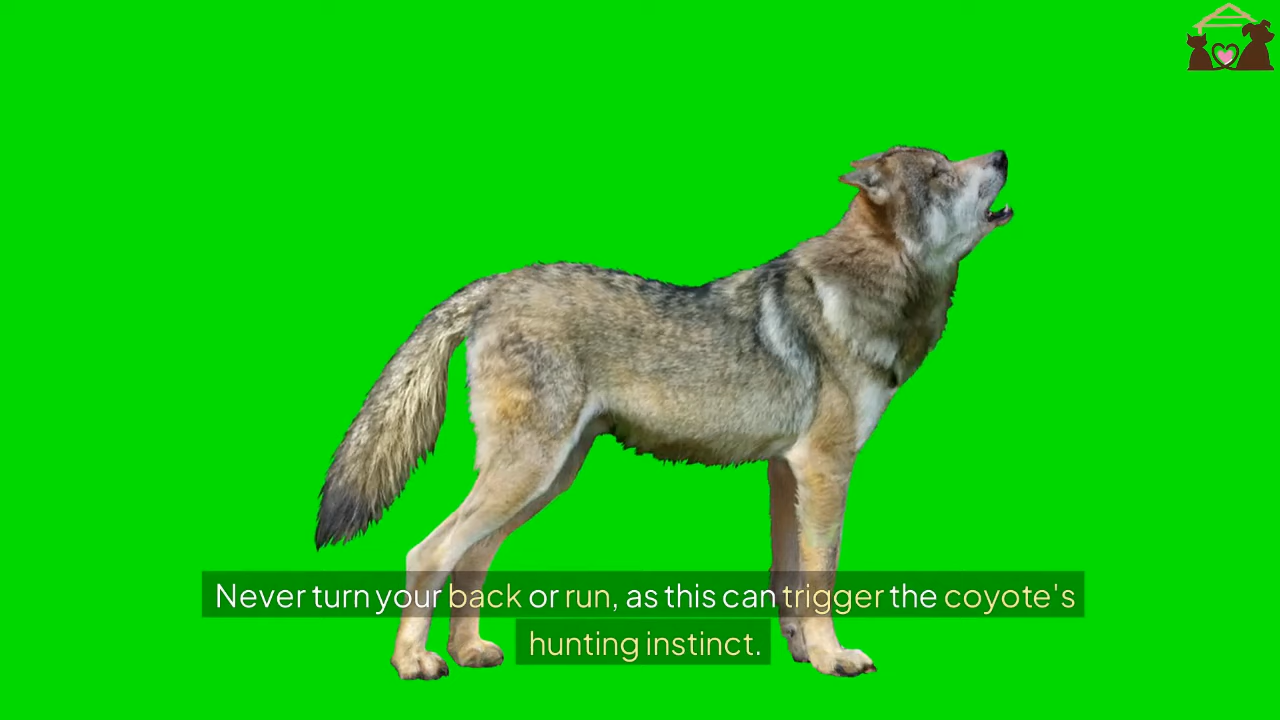 Never turn your back or run, as this can trigger the coyote's
hunting instinct.